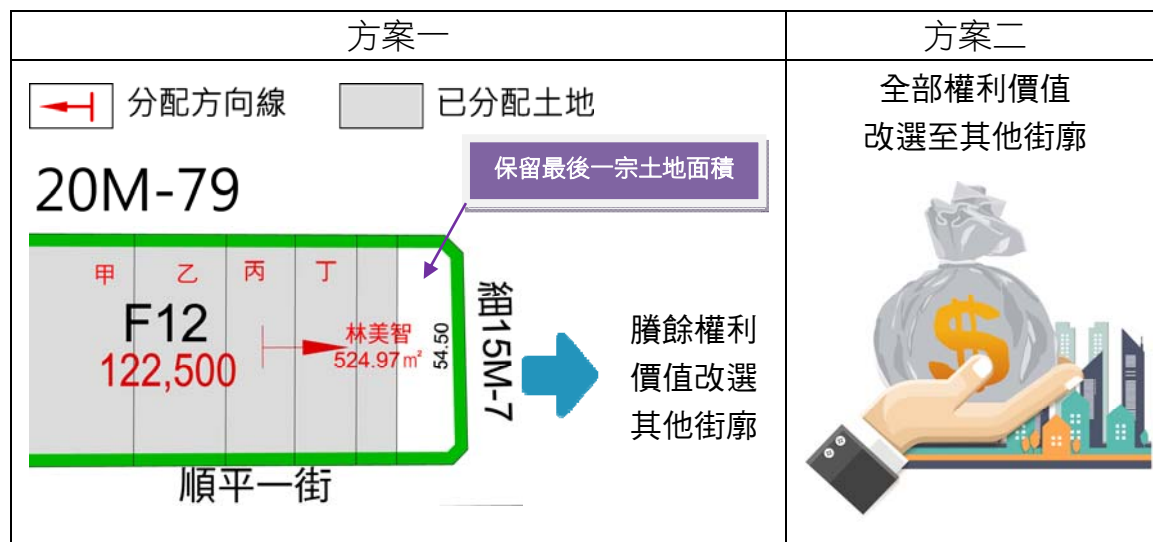 方案一
方案二
分配方向線
已分配土地
保留最後一宗土地面積
20M-79
甲
乙
丙
丁
F12
122,500
林美智
524.97㎡
54.50
細15M-7
順平一街
賸餘權利
價值改選
其他街廓
全部權利價值
改選至其他街廓
$